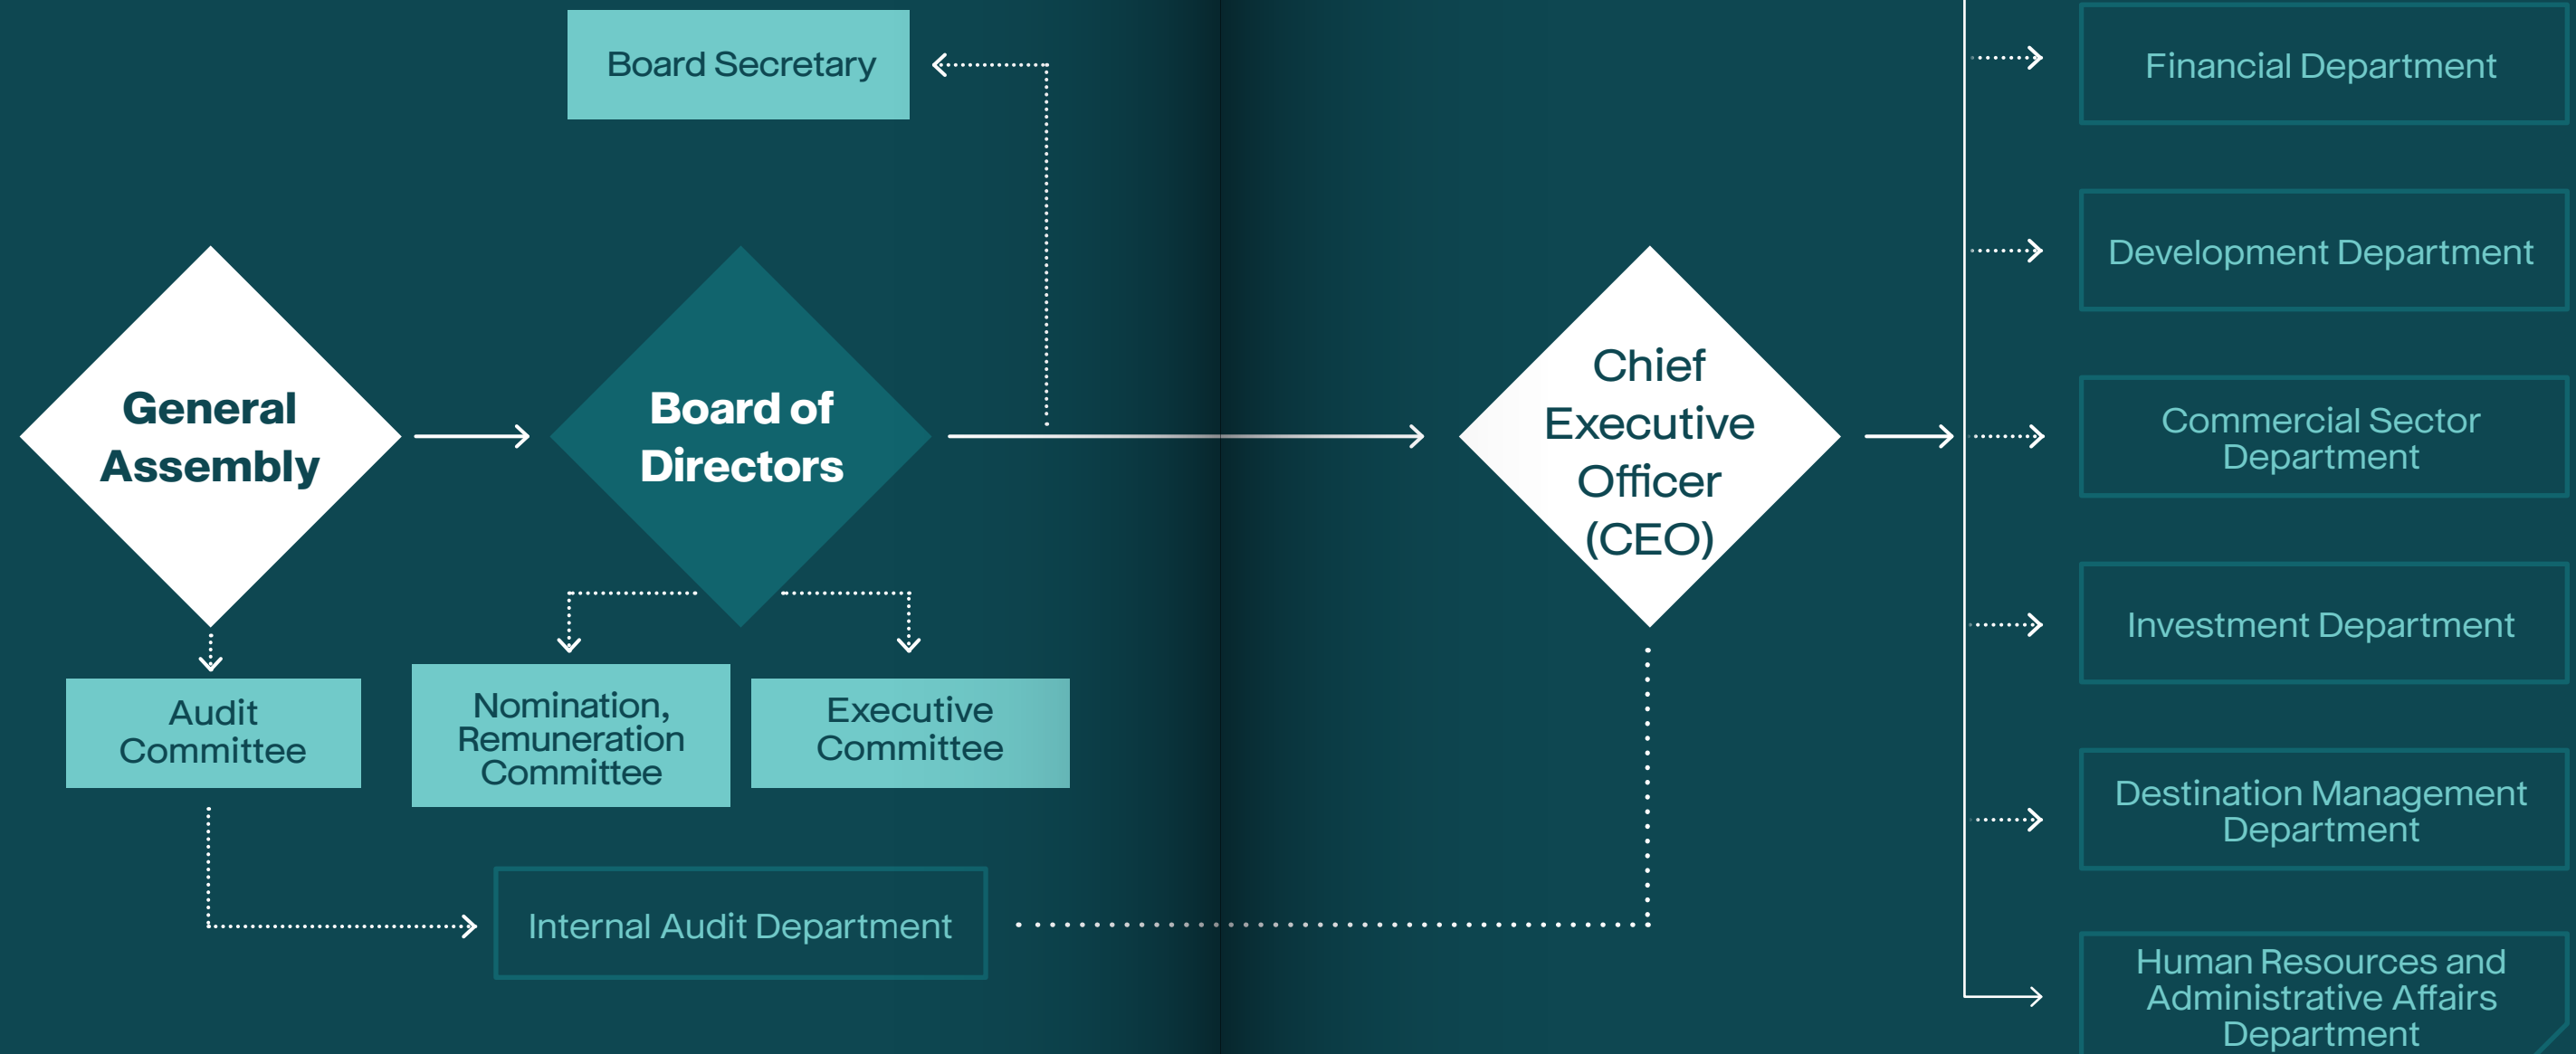 Board Secretary
General
Assembly
Board of
Directors
Audit
Committee
Nomination,
Remuneration
Committee
Executive
Committee
Internal Audit Department
Chief
Executive
Officer
(CEO)
Financial Department
Development Department
Commercial Sector
Department
Investment Department
Destination Management
Department
Human Resources and
Administrative Affairs
Department